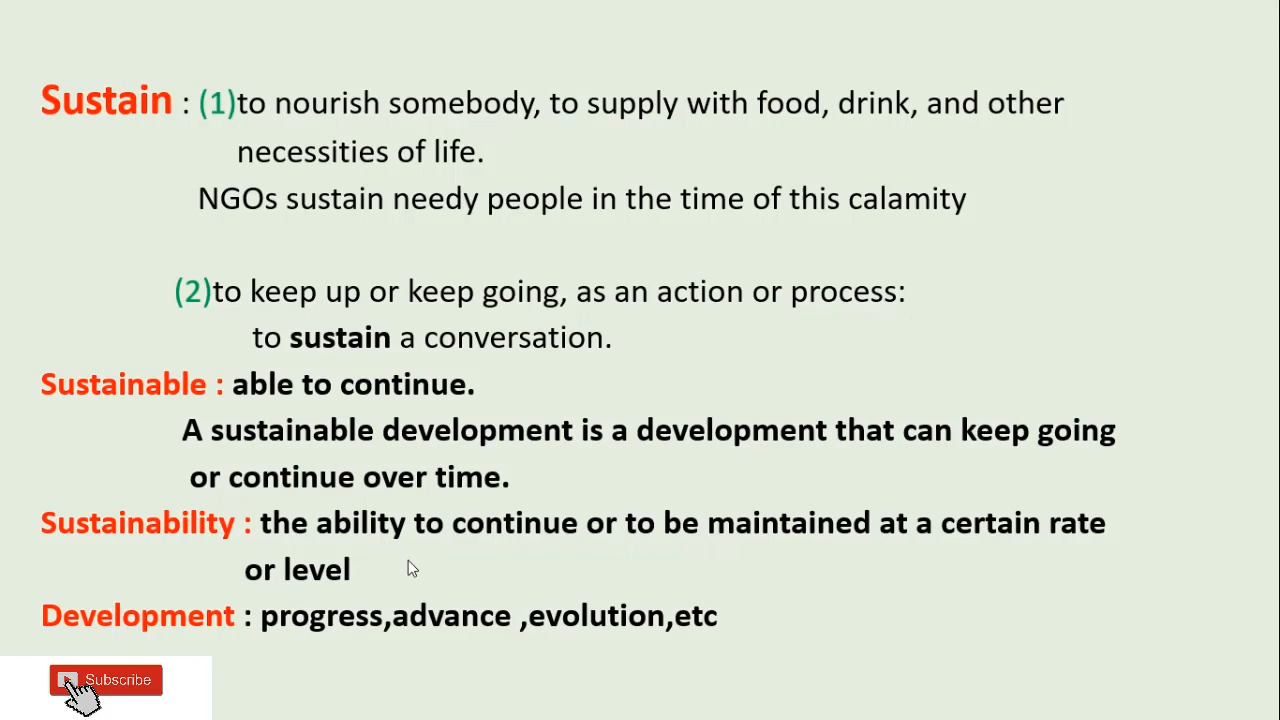 Sustain : (1)to nourish somebody, to supply with food, drink, and other
necessities of life.
NGOs sustain needy people in the time of this calamity
(2)to keep up or keep going, as an action or process:
to sustain a conversation.
Sustainable : able to continue.
A sustainable development is a development that can keep going
or continue over time.
Sustainability : the ability to continue or to be maintained at a certain rate
or level
Development : progress,advance ,evolution,etc
Subscribe